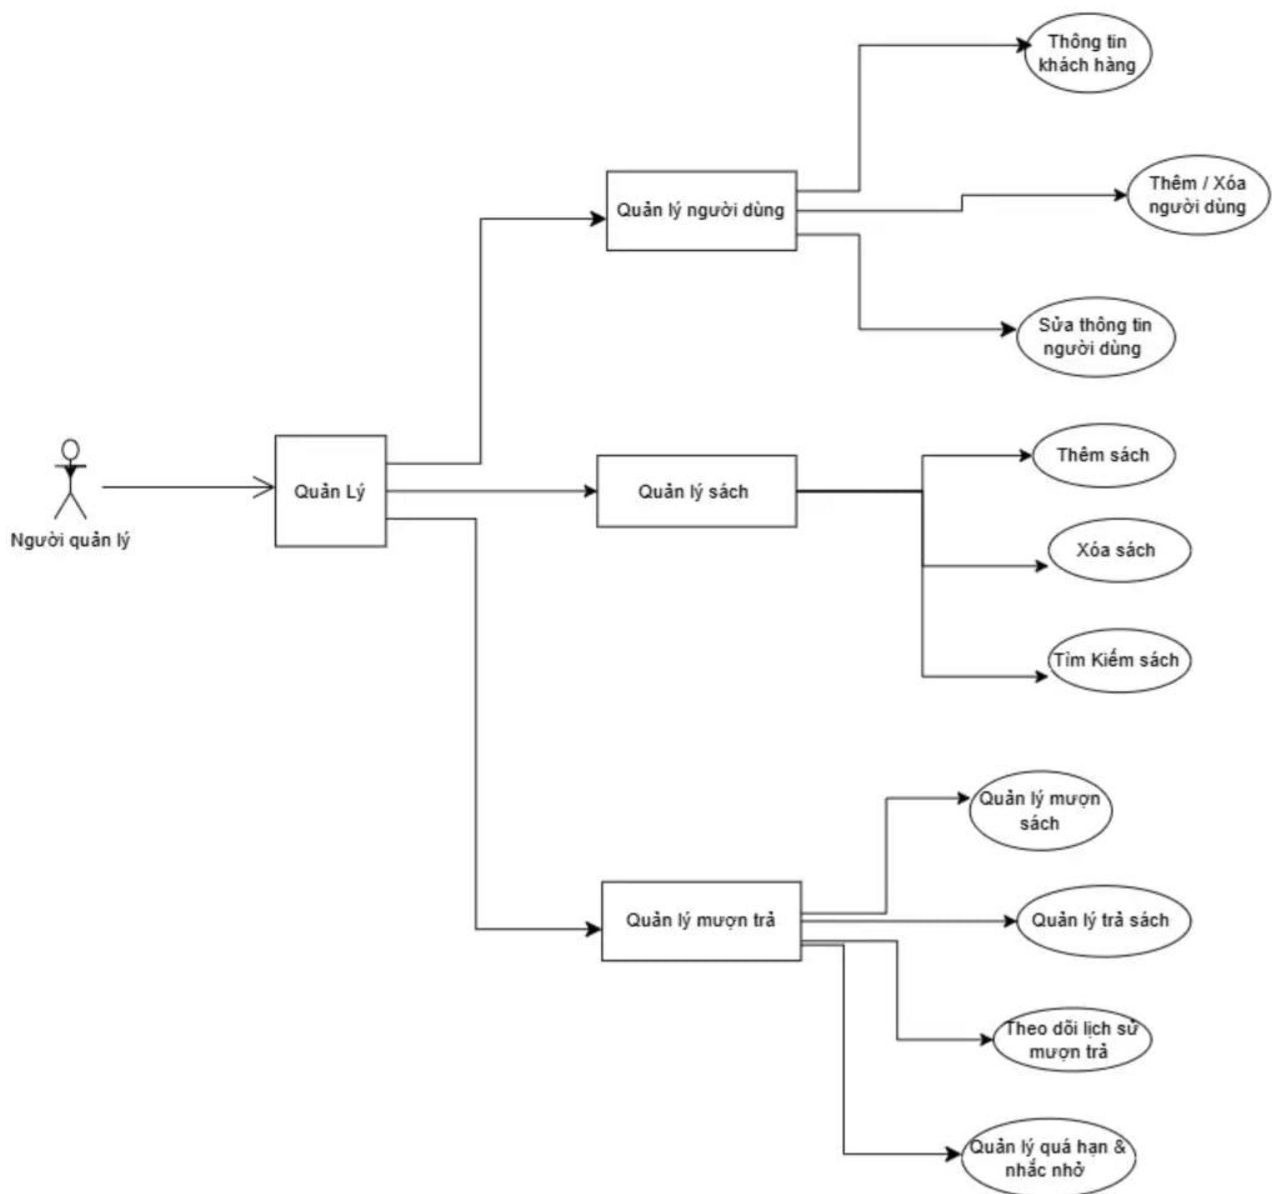 Thông tin
khách hàng
Quản lý người dùng
Thêm / Xóa
người dùng
Sửa thông tin
người dùng
Người quản lý
Quản Lý
Quản lý sách
Thêm sách
Xóa sách
Tìm Kiếm sách
Quản lý mượn trả
Quản lý mượn
sách
Quản lý trả sách
Theo dõi lịch sử
mượn trả
Quản lý quá hạn &
nhắc nhở